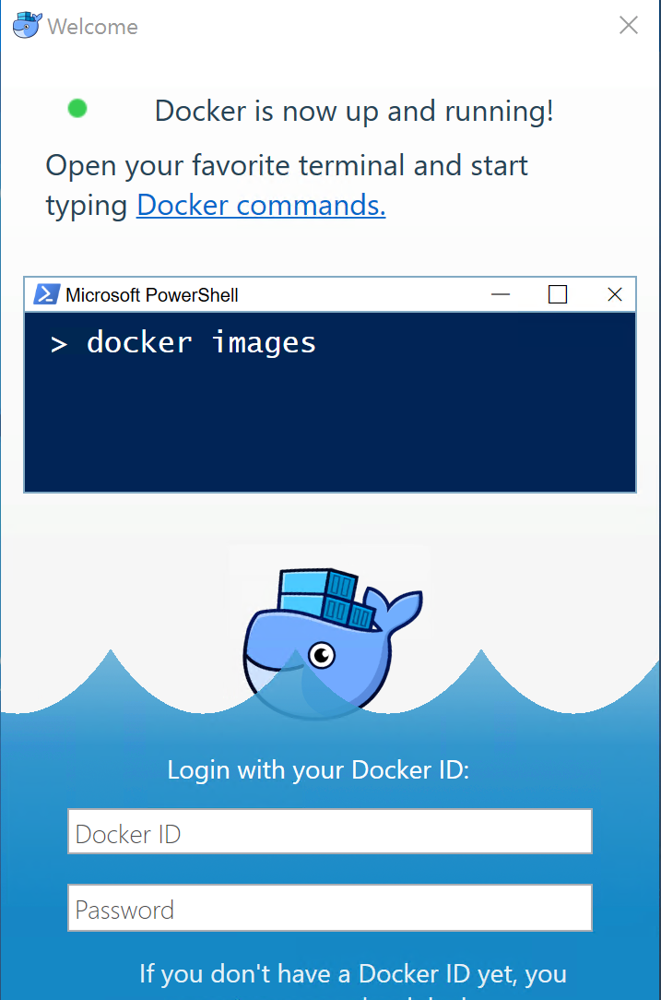 Welcome
Docker is now up and running!
Open your favorite terminal and start
typing Docker commands.
Microsoft PowerShell
> docker images
Login with your Docker ID:
Docker ID
Password
If you don't have a Docker ID yet, you